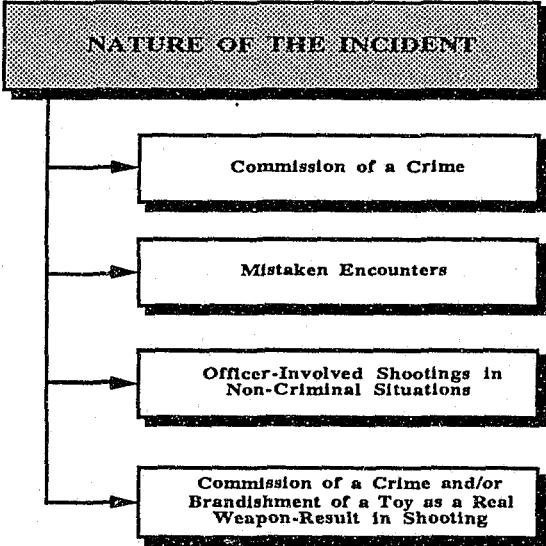 NATURE OF THE INCIDENT
Commission of a Crime
Mistaken Encounters
Officer-Involved Shootings in
Non-Criminal Situations
Commission of a Crime and/or
Brandishment of a Toy as a Real
Weapon-Result in Shooting